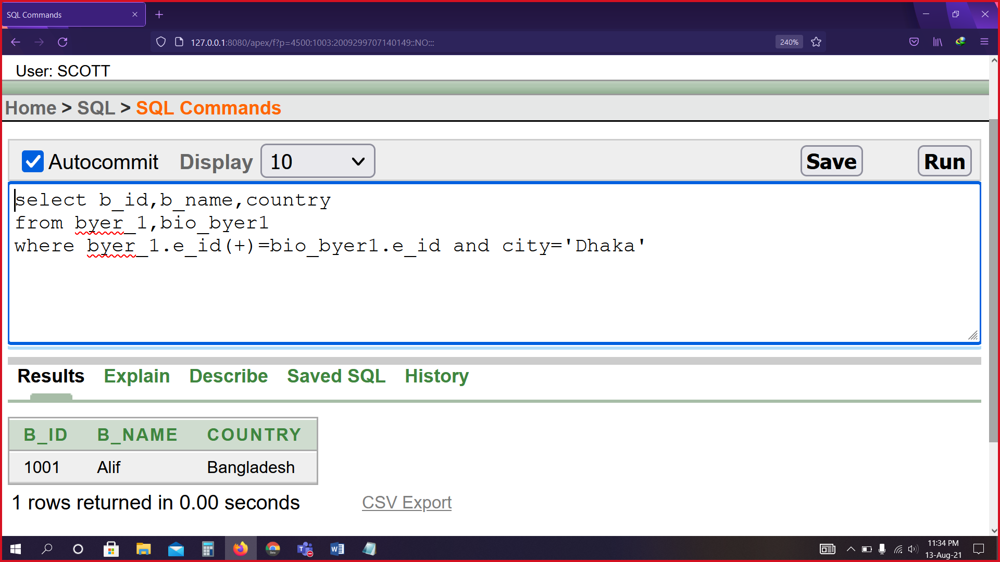 SQL Commands
127.0.0.1:8080/apex/f?p=4500:1003:2009299707140149::NO:::
240%
User: SCOTT
Home > SQL > SQL Commands
Autocommit Display 10 Save Run
select b_id,b_name,country
from byer_1,bio_byer1
where byer_1.e_id(+)=bio_byer1.e_id and city='Dhaka'
Results Explain Describe Saved SQL History
B_ID B_NAME COUNTRY
1001 Alif Bangladesh
1 rows returned in 0.00 seconds CSV Export
11:34 PM
13-Aug-21